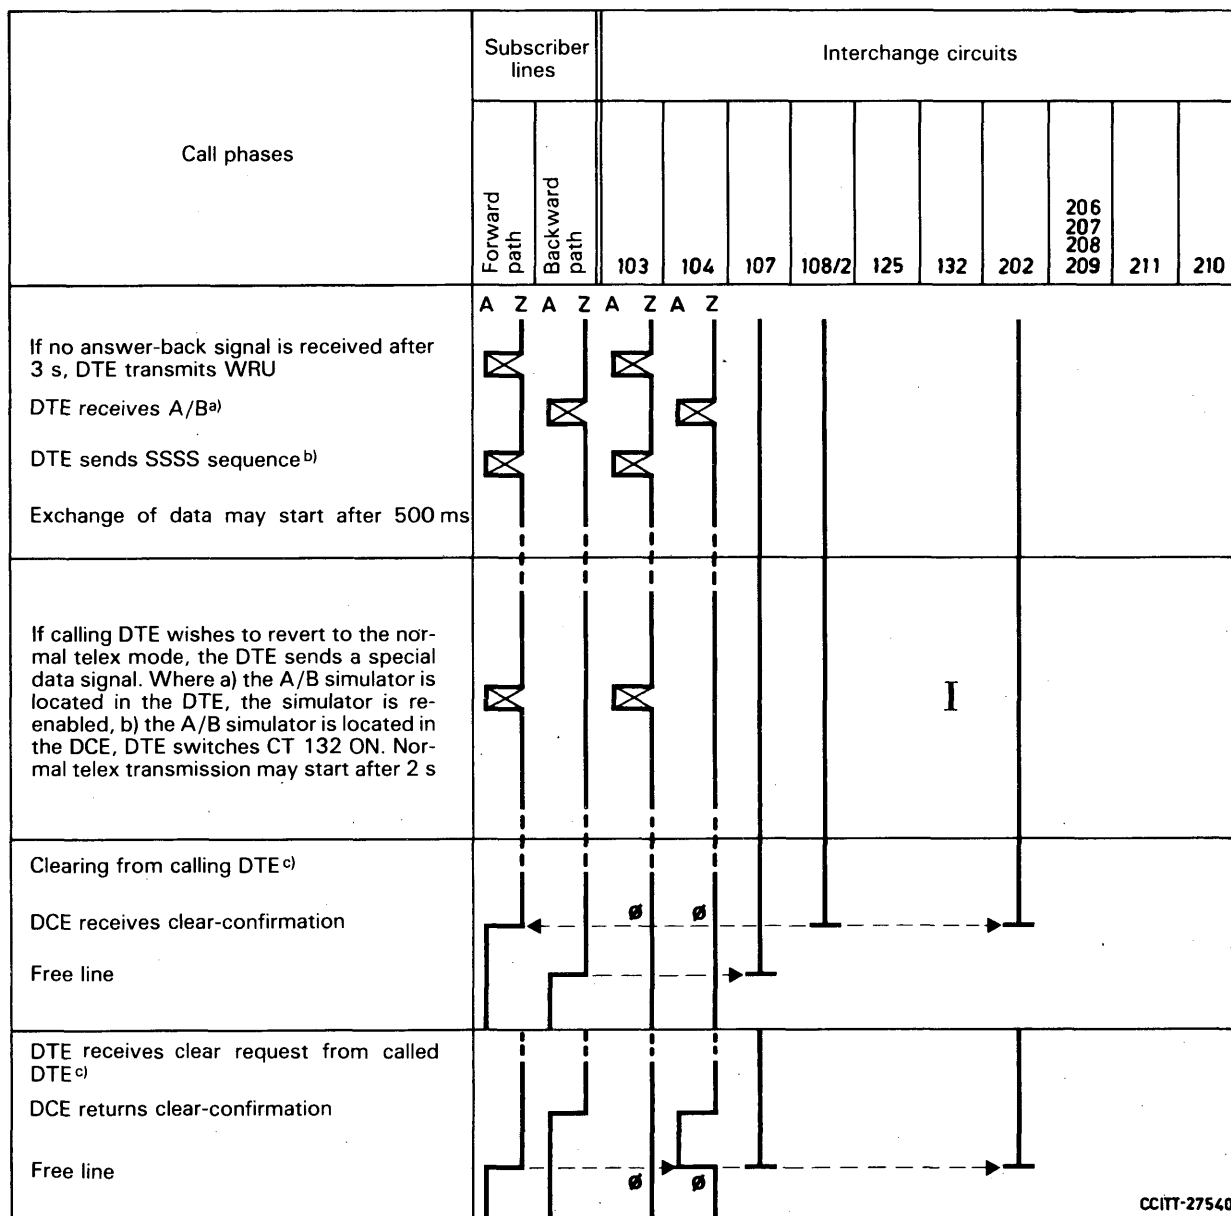 Subscriber lines
Interchange circuits
Call phases
Forward path
Backward path
103
104
107
108/2
125
132
202
206
207
208
209
211
210
A Z A Z A Z A Z
If no answer-back signal is received after
3 s, DTE transmits WRU
DTE receives A/Ba)
DTE sends SSSS sequenceb)
Exchange of data may start after 500 ms
If calling DTE wishes to revert to the nor-
mal telex mode, the DTE sends a special
data signal. Where a) the A/B simulator is
located in the DTE, the simulator is re-
enabled, b) the A/B simulator is located in
the DCE, DTE switches CT 132 ON. Nor-
mal telex transmission may start after 2 s
I
Clearing from calling DTEc)
DCE receives clear-confirmation
ø ø
Free line
DTE receives clear request from called
DTEc)
DCE returns clear-confirmation
Free line
ø ø
CCITT-27540